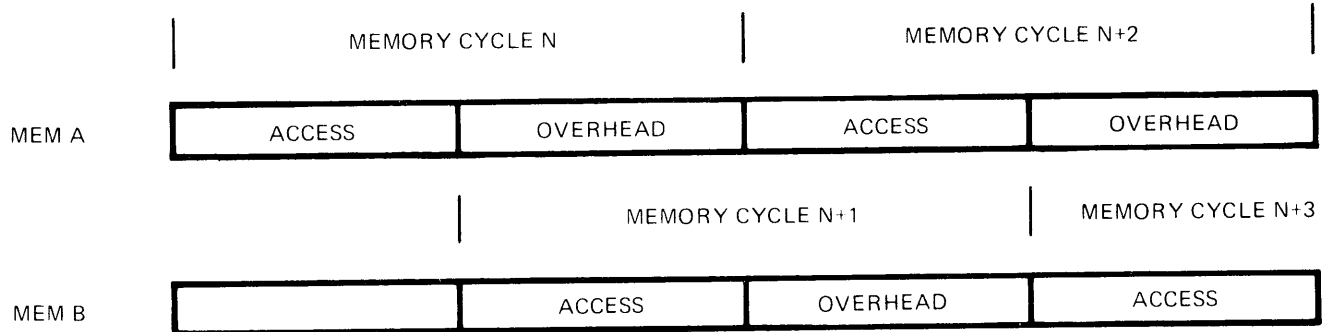 MEMORY CYCLE N MEMORY CYCLE N+2
MEM A ACCESS OVERHEAD ACCESS OVERHEAD
MEMORY CYCLE N+1 MEMORY CYCLE N+3
MEM B ACCESS OVERHEAD ACCESS